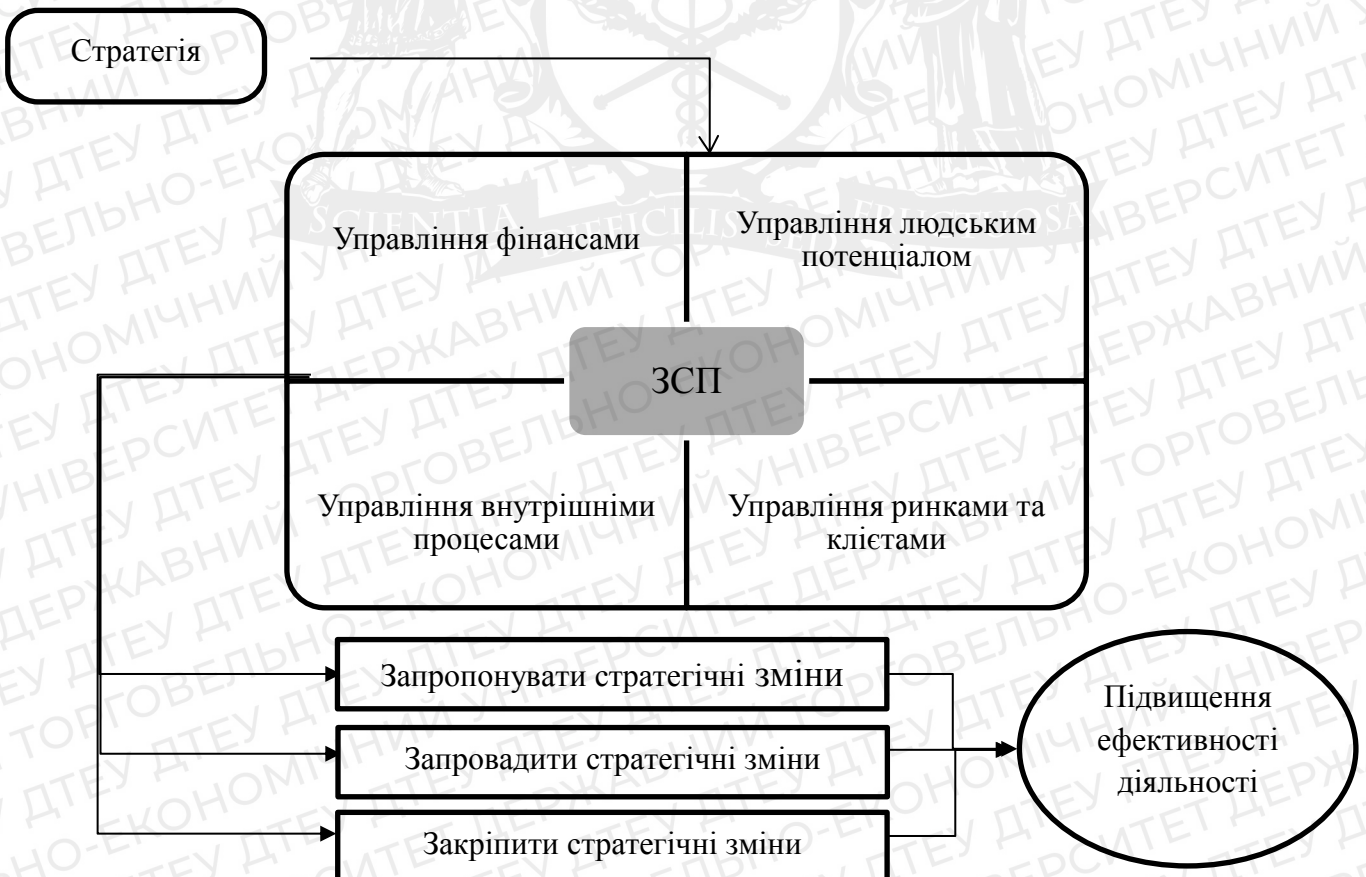 Стратегія
Управління фінансами
Управління людським
потенціалом
ЗСП
Управління внутрішніми
процесами
Управління ринками та
клієтами
Запропонувати стратегічні зміни
Запровадити стратегічні зміни
Закріпити стратегічні зміни
Підвищення
ефективності
діяльності